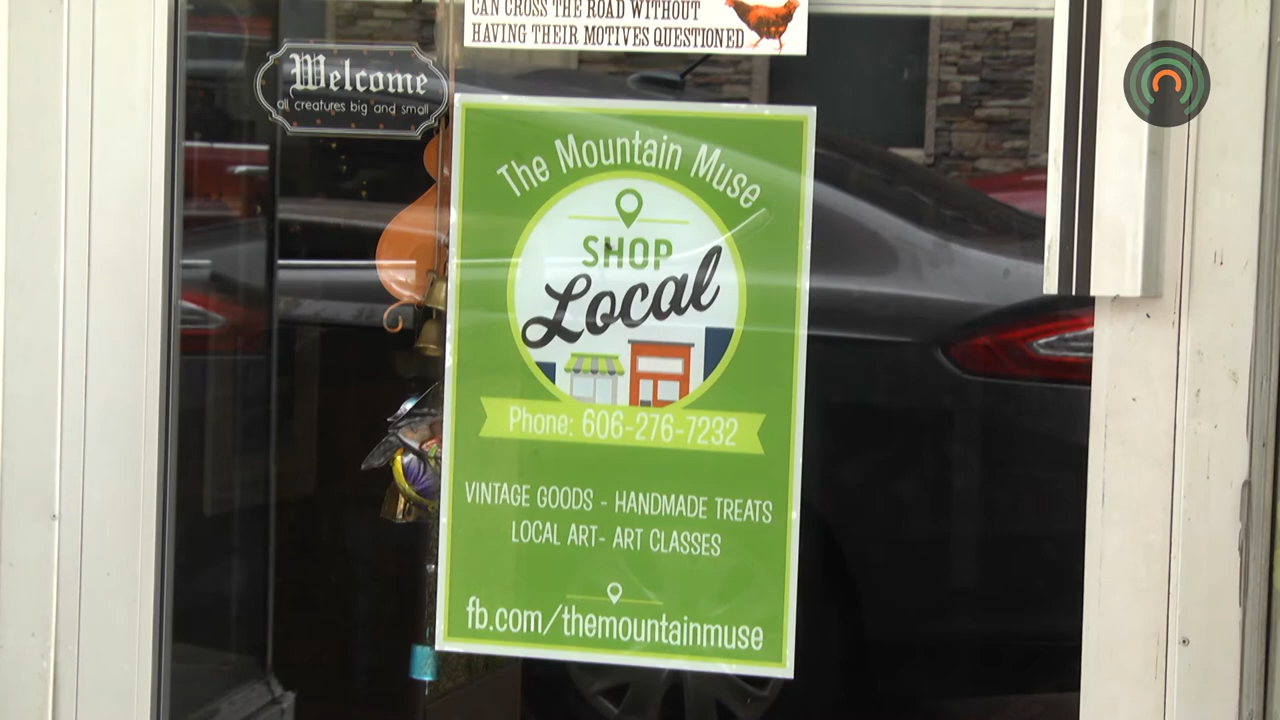 CAN CROSS THE ROAD WITHOUT
HAVING THEIR MOTIVES QUESTIONED
Welcome
all creatures big and small
The Mountain Muse
SHOP
Local
Phone: 606-276-7232
VINTAGE GOODS - HANDMADE TREATS
LOCAL ART- ART CLASSES
fb.com/themountainmuse